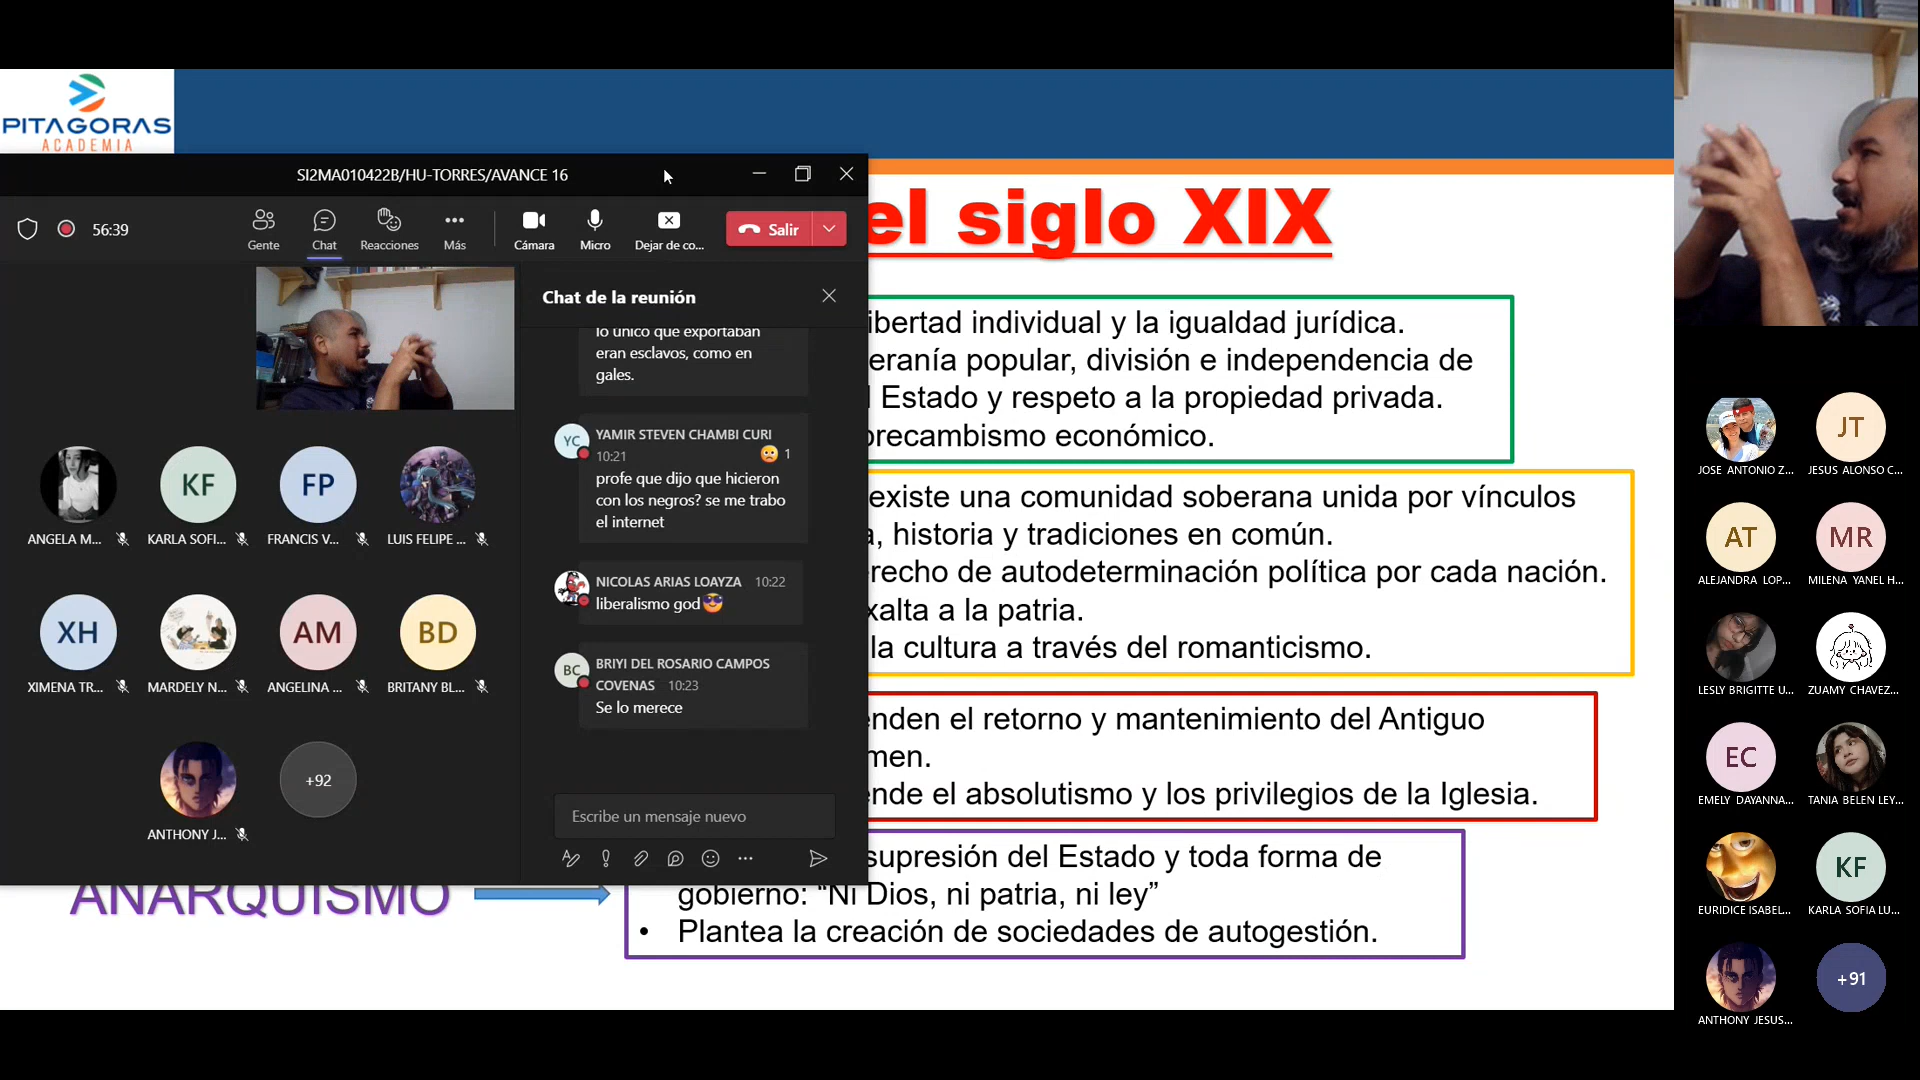 PITAGORAS
ACADEMIA
SI2MA010422B/HU-TORRES/AVANCE 16
56:39
Gente
Chat
Reacciones
Más
Cámara
Micro
Dejar de co...
Salir
Chat de la reunión
lo unico que exportaban
eran esclavos, como en
gales.
YC
YAMIR STEVEN CHAMBI CURI
10:21
1
profe que dijo que hicieron
con los negros? se me trabo
el internet
NICOLAS ARIAS LOAYZA 10:22
liberalismo god
BC
BRIYI DEL ROSARIO CAMPOS
COVENAS 10:23
Se lo merece
Escribe un mensaje nuevo
KF
FP
ANGELA M...
KARLA SOFI...
FRANCIS V...
LUIS FELIPE ...
XH
AM
BD
XIMENA TR...
MARDELY N...
ANGELINA ...
BRITANY BL...
+92
ANTHONY J...
el siglo XIX
ibertad individual y la igualdad jurídica.
eranía popular, división e independencia de
l Estado y respeto a la propiedad privada.
brecambismo económico.
existe una comunidad soberana unida por vínculos
a, historia y tradiciones en común.
recho de autodeterminación política por cada nación.
xalta a la patria.
la cultura a través del romanticismo.
enden el retorno y mantenimiento del Antiguo
men.
ende el absolutismo y los privilegios de la Iglesia.
ANARQUISMO
supresión del Estado y toda forma de
gobierno: “Ni Dios, ni patria, ni ley”
• Plantea la creación de sociedades de autogestión.
JT
JOSE ANTONIO Z...
JESUS ALONSO C...
AT
MR
ALEJANDRA LOP...
MILENA YANEL H...
LESLY BRIGITTE U...
ZUAMY CHAVEZ...
EC
EMELY DAYANNA...
TANIA BELEN LEY...
KF
EURIDICE ISABEL...
KARLA SOFIA LU...
+91
ANTHONY JESUS...